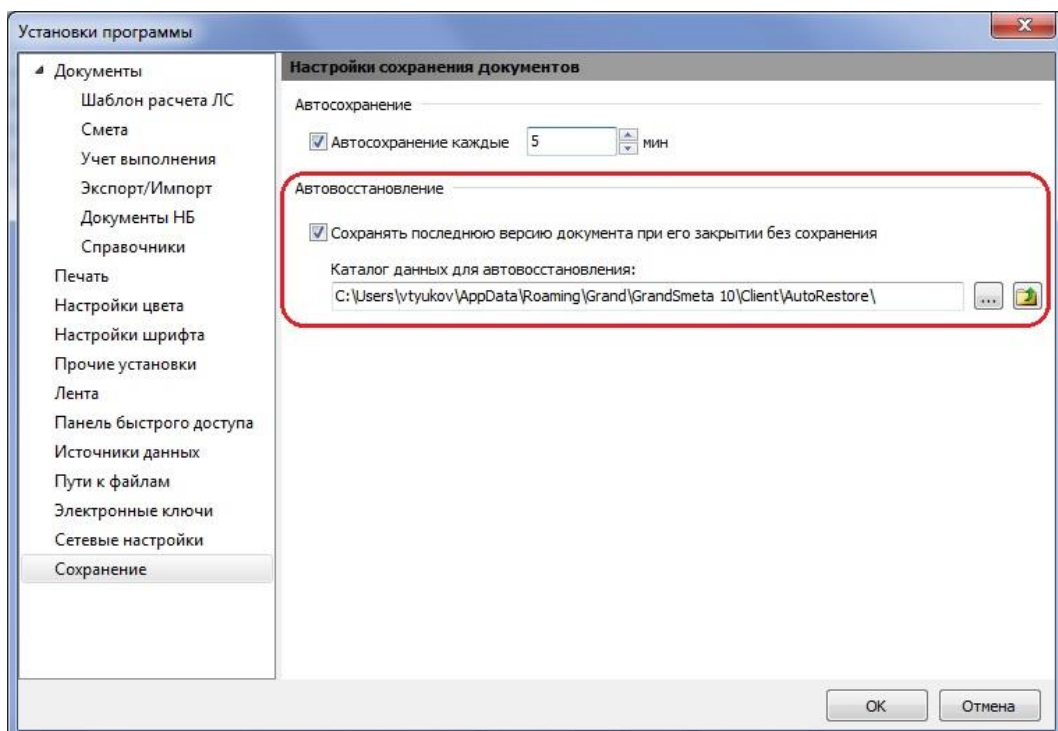 Установки программы
Документы
Шаблон расчета ЛС
Смета
Учет выполнения
Экспорт/Импорт
Документы НБ
Справочники
Печать
Настройки цвета
Настройки шрифта
Прочие установки
Лента
Панель быстрого доступа
Источники данных
Пути к файлам
Электронные ключи
Сетевые настройки
Сохранение
Настройки сохранения документов
Автосохранение
Автосохранение каждые 5 мин
Автовосстановление
Сохранять последнюю версию документа при его закрытии без сохранения
Каталог данных для автовосстановления:
C:\Users\vtyukov\AppData\Roaming\Grand\GrandSmeta 10\Client\AutoRestore\
...
OK Отмена